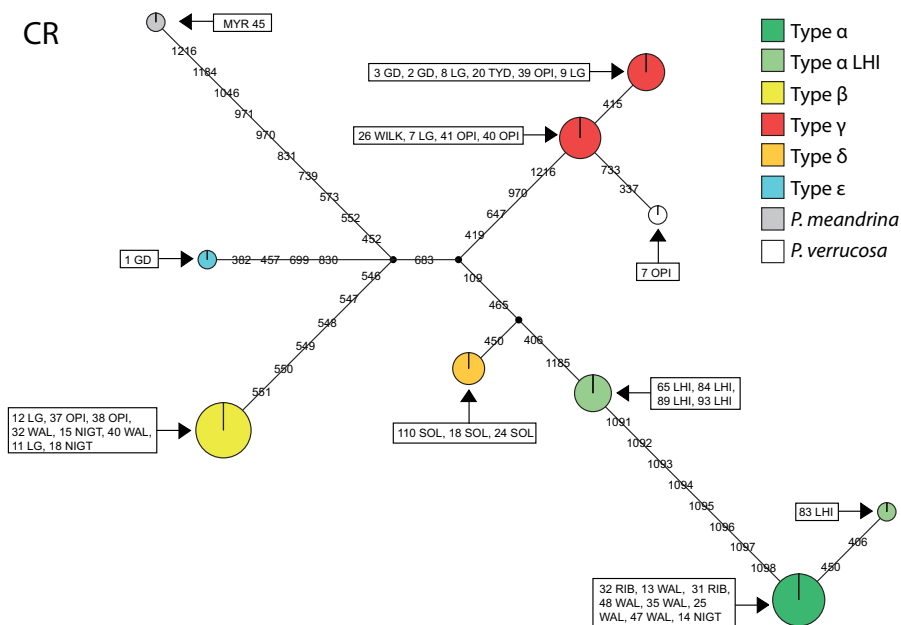 CR
MYR 45
1216
1184
1046
971
970
831
739
573
552
452
3 GD, 2 GD, 8 LG, 20 TYD, 39 OPI, 9 LG
415
26 WILK, 7 LG, 41 OPI, 40 OPI
1216
970
647
419
733
337
7 OPI
Type α
Type α LHI
Type β
Type γ
Type δ
Type ε
P. meandrina
P. verrucosa
1 GD
382 457 699 830
683
546
547
548
549
550
551
109
465
450
406
1185
12 LG, 37 OPI, 38 OPI,
32 WAL, 15 NIGT, 40 WAL,
11 LG, 18 NIGT
110 SOL, 18 SOL, 24 SOL
65 LHI, 84 LHI,
89 LHI, 93 LHI
1091
1092
1093
1094
1095
1096
1097
1098
83 LHI
406
450
32 RIB, 13 WAL, 31 RIB,
48 WAL, 35 WAL, 25
WAL, 47 WAL, 14 NIGT